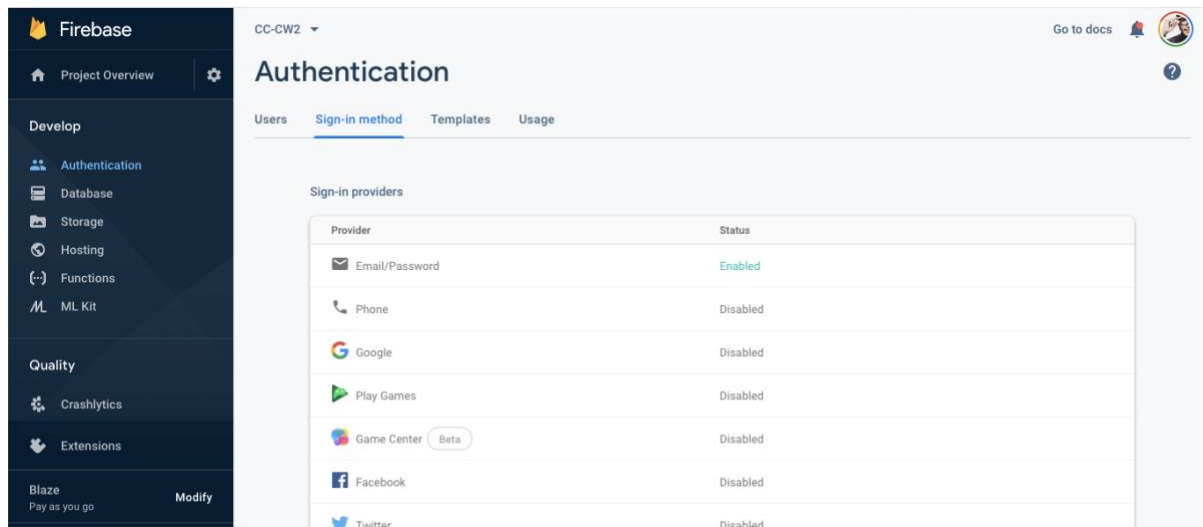 Firebase
Project Overview
Develop
Authentication
Database
Storage
Hosting
Functions
ML Kit
Quality
Crashlytics
Extensions
Blaze
Pay as you go
Modify
CC-CW2
Go to docs
Authentication
Users Sign-in method Templates Usage
Sign-in providers
Provider Status
Email/Password Enabled
Phone Disabled
Google Disabled
Play Games Disabled
Game Center Beta Disabled
Facebook Disabled
Twitter Disabled